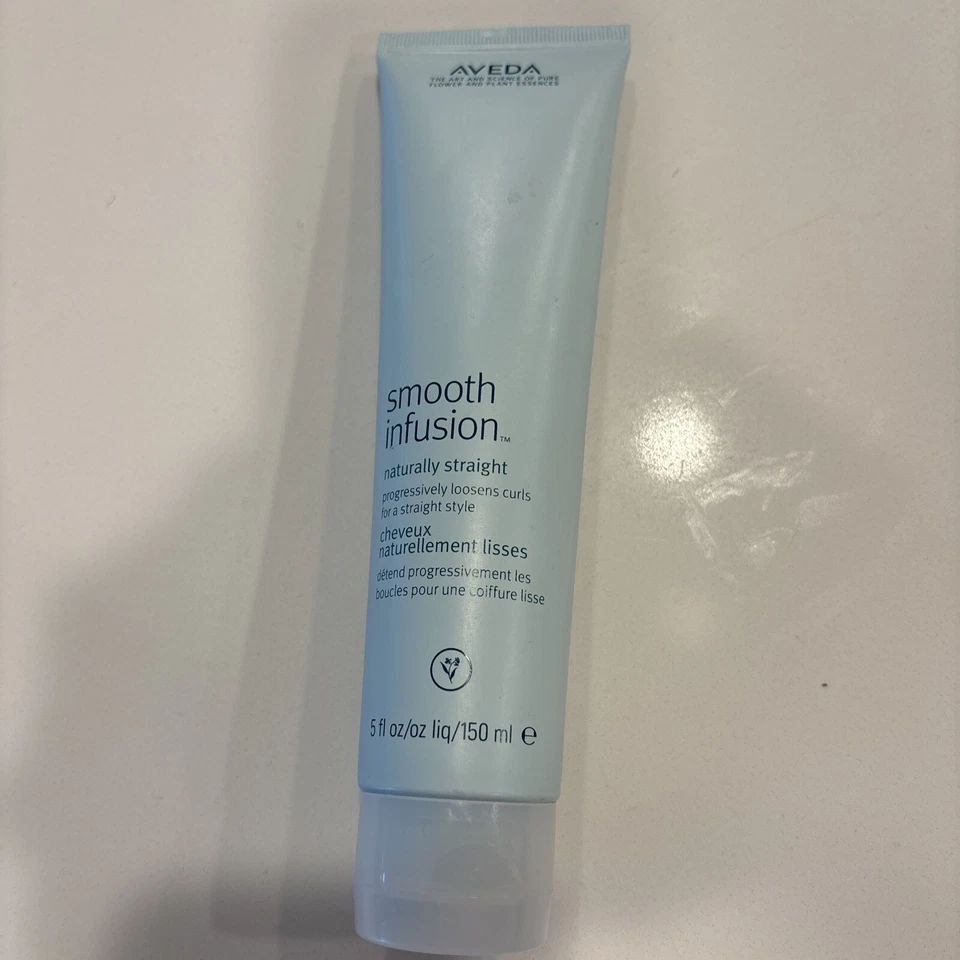 AVEDA
THE ART AND SCIENCE OF PURE
FLOWER AND PLANT ESSENCES
smooth
infusion™
naturally straight
progressively loosens curls
for a straight style
cheveux
naturellement lisses
détend progressivement les
boucles pour une coiffure lisse
5 fl oz/oz liq/150 ml ℮